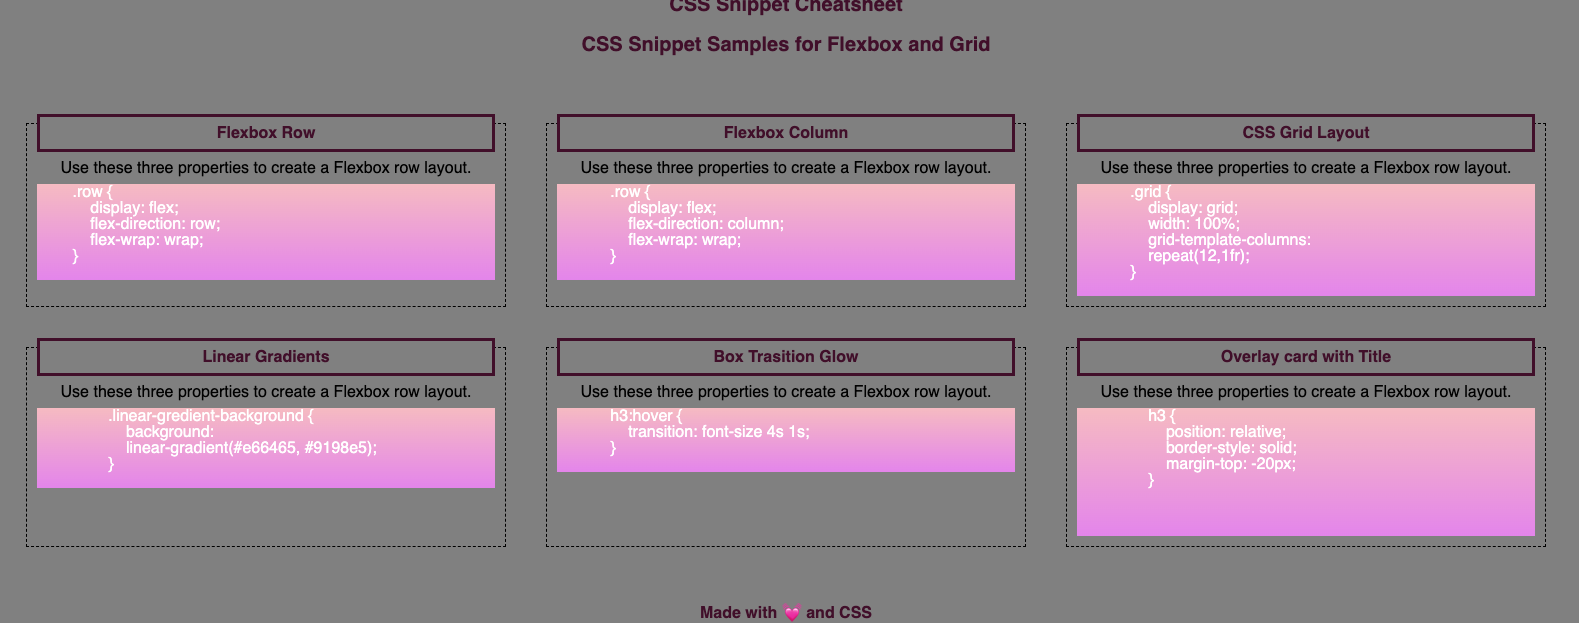 CSS Snippet Cheatsheet
CSS Snippet Samples for Flexbox and Grid
Flexbox Row
Use these three properties to create a Flexbox row layout.
.row {
display: flex;
flex-direction: row;
flex-wrap: wrap;
}
Flexbox Column
Use these three properties to create a Flexbox row layout.
.row {
display: flex;
flex-direction: column;
flex-wrap: wrap;
}
CSS Grid Layout
Use these three properties to create a Flexbox row layout.
.grid {
display: grid;
width: 100%;
grid-template-columns:
repeat(12,1fr);
}
Linear Gradients
Use these three properties to create a Flexbox row layout.
.linear-gredient-background {
background:
linear-gradient(#e66465, #9198e5);
}
Box Trasition Glow
Use these three properties to create a Flexbox row layout.
h3:hover {
transition: font-size 4s 1s;
}
Overlay card with Title
Use these three properties to create a Flexbox row layout.
h3 {
position: relative;
border-style: solid;
margin-top: -20px;
}
Made with 💓 and CSS